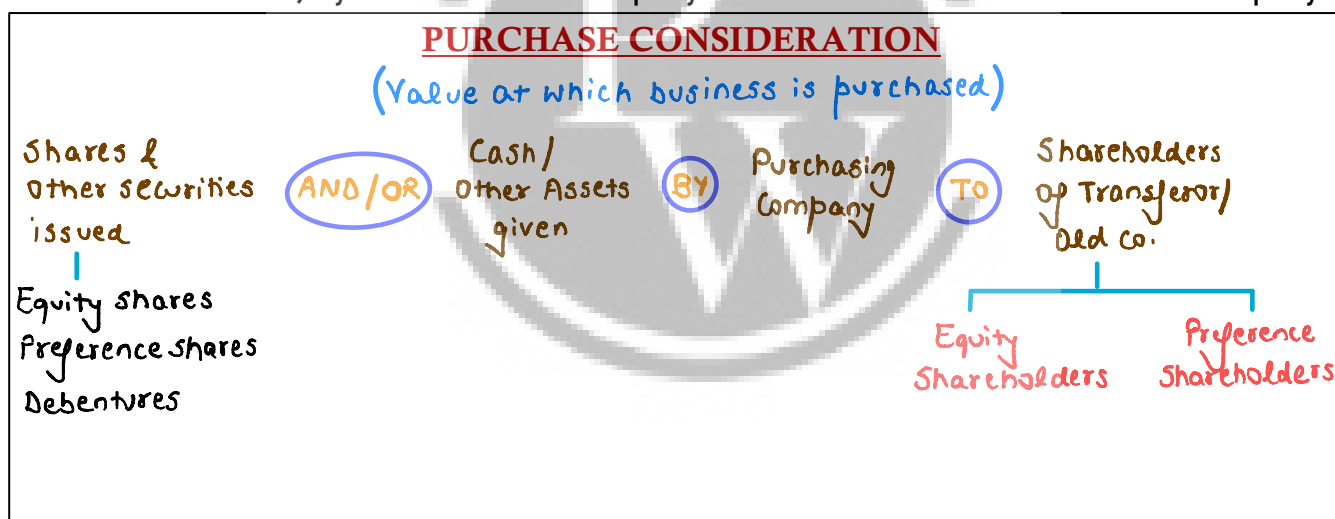 PURCHASE CONSIDERATION
(Value at which business is purchased)
Shares &
other securities
issued
AND/OR
Cash/
Other Assets
given
BY
Purchasing
Company
TO
Shareholders
of Transferor/
Old Co.
Equity shares
Preference shares
Debentures
Equity
Shareholders
Preference
Shareholders